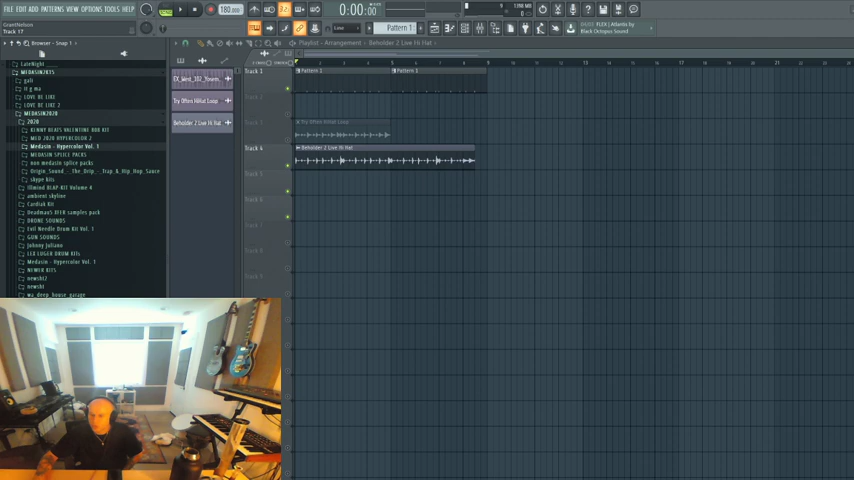 FILE EDIT ADD PATTERNS VIEW OPTIONS TOOLS HELP
180.000
0:00:00
GrantNelson
Track 17
Line
Pattern 1
FLEX | Atlantis by
Black Octopus Sound
Browser - Snap 1
Playlist - Arrangement
Beholder 2 Live Hi Hat
LateNight
MEDASIN2K15
gali
LOVE BE LIKE
LOVE BE LIKE 2
MEDASIN2020
2020
KENNY BEATS VALENTINE RRR KIT
MED 2020 HYPERCOLOR 2
Medasin - Hypercolor Vol. 1
MEDASIN SPLICE PACKS
non medasin splice packs
Origin_Sound_-_The_Drip_-_Trap_&_Hip_Hop_Sauce
skype kits
Illmind BLAP KIT Volume 4
ambient skyline
Cardiak Kit
Deadmau5-XFER samples pack
DRONE SOUNDS
Evil Needle Drum Kit Vol. 1
GUN SOUNDS
Johnny Juliano
LEX LUGER DRUM KITs
Medasin - Hypercolor Vol. 1
NEWER KITS
newshi2
newshi
wa_deep_house_garage
Try Often HiHat Loop
Beholder 2 Live Hi Hat
Track 1
Pattern 1
Pattern 3
Try Often HiHat Loop
Track 4
Beholder 2 Live Hi Hat